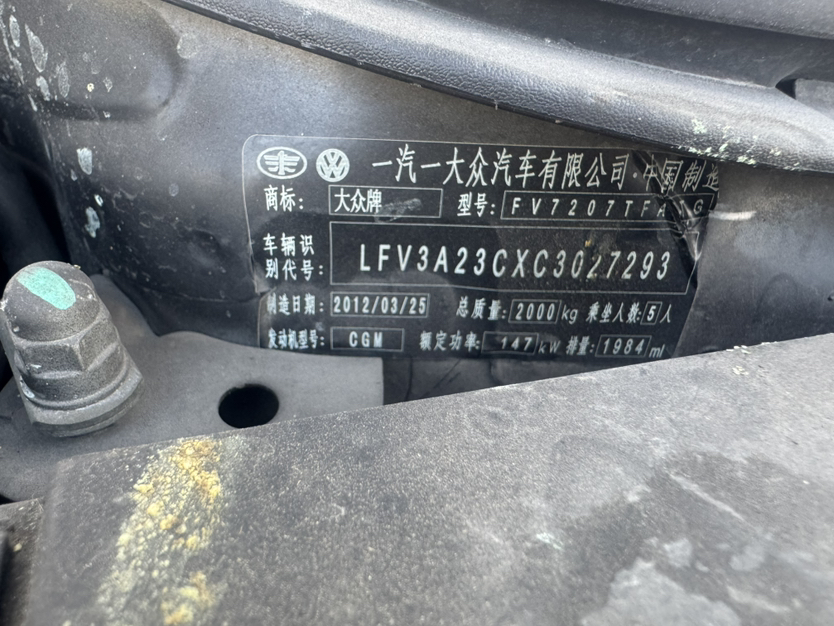 一汽一大众汽车有限公司·中国制造
商标: 大众牌 型号: FV7207TFA G
车辆识别代号: LFV3A23CXC3027293
制造日期: 2012/03/25 总质量: 2000 kg 乘坐人数: 5 人
发动机型号: CGM 额定功率: 147 kW 排量: 1984 ml